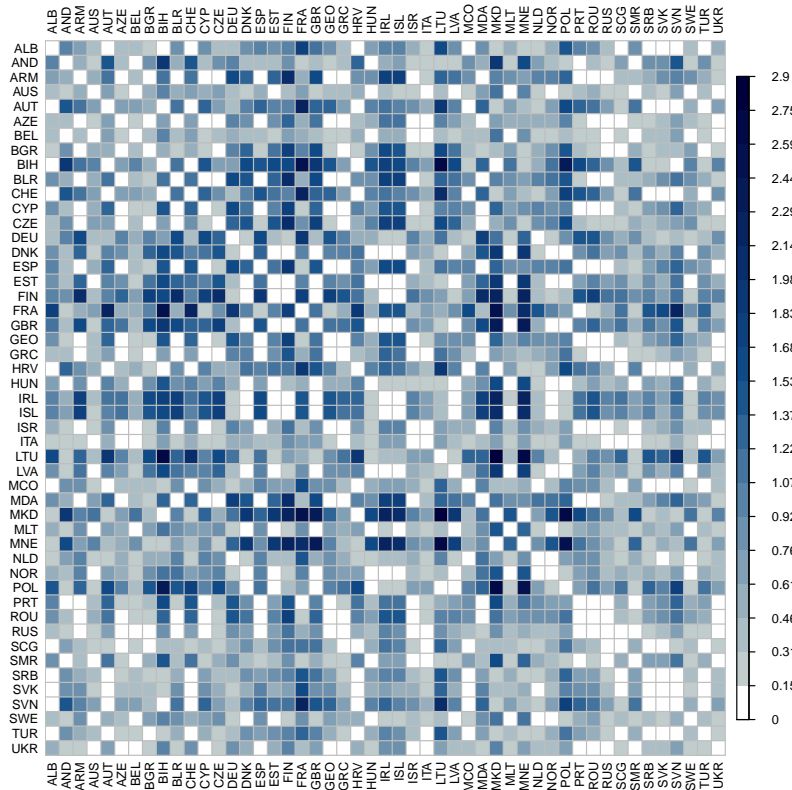 ALB AND ARM AUS AUT AZE BEL BGR BIH BLR CHE CYP CZE DEU DNK ESP EST FIN FRA GBR GEO GRC HRV HUN IRL ISL ISR ITA LTU LVA MCO MDA MKD MLT MNE NLD NOR POL PRT ROU RUS SCG SMR SRB SVK SVN SWE TUR UKR
ALB
AND
ARM
AUS
AUT
AZE
BEL
BGR
BIH
BLR
CHE
CYP
CZE
DEU
DNK
ESP
EST
FIN
FRA
GBR
GEO
GRC
HRV
HUN
IRL
ISL
ISR
ITA
LTU
LVA
MCO
MDA
MKD
MLT
MNE
NLD
NOR
POL
PRT
ROU
RUS
SCG
SMR
SRB
SVK
SVN
SWE
TUR
UKR
ALB AND ARM AUS AUT AZE BEL BGR BIH BLR CHE CYP CZE DEU DNK ESP EST FIN FRA GBR GEO GRC HRV HUN IRL ISL ISR ITA LTU LVA MCO MDA MKD MLT MNE NLD NOR POL PRT ROU RUS SCG SMR SRB SVK SVN SWE TUR UKR
2.9
2.75
2.59
2.44
2.29
2.14
1.98
1.83
1.68
1.53
1.37
1.22
1.07
0.92
0.76
0.61
0.46
0.31
0.15
0